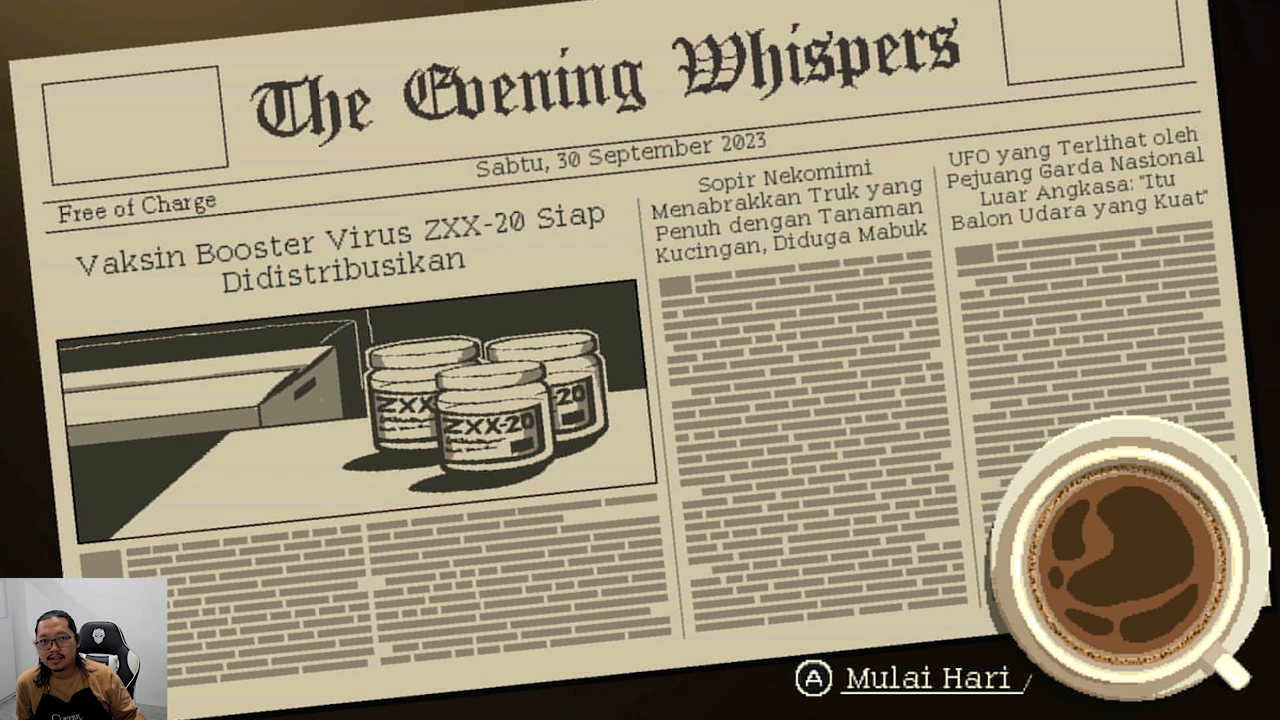 The Evening Whispers
Sabtu, 30 September 2023
Free of Charge
Vaksin Booster Virus ZXX-20 Siap
Didistribusikan
ZXX
ZXX-20
-20
Sopir Nekomimi
Menabrakkan Truk yang
Penuh dengan Tanaman
Kucingan, Diduga Mabuk
UFO yang Terlihat oleh
Pejuang Garda Nasional
Luar Angkasa: "Itu
Balon Udara yang Kuat"
A Mulai Hari